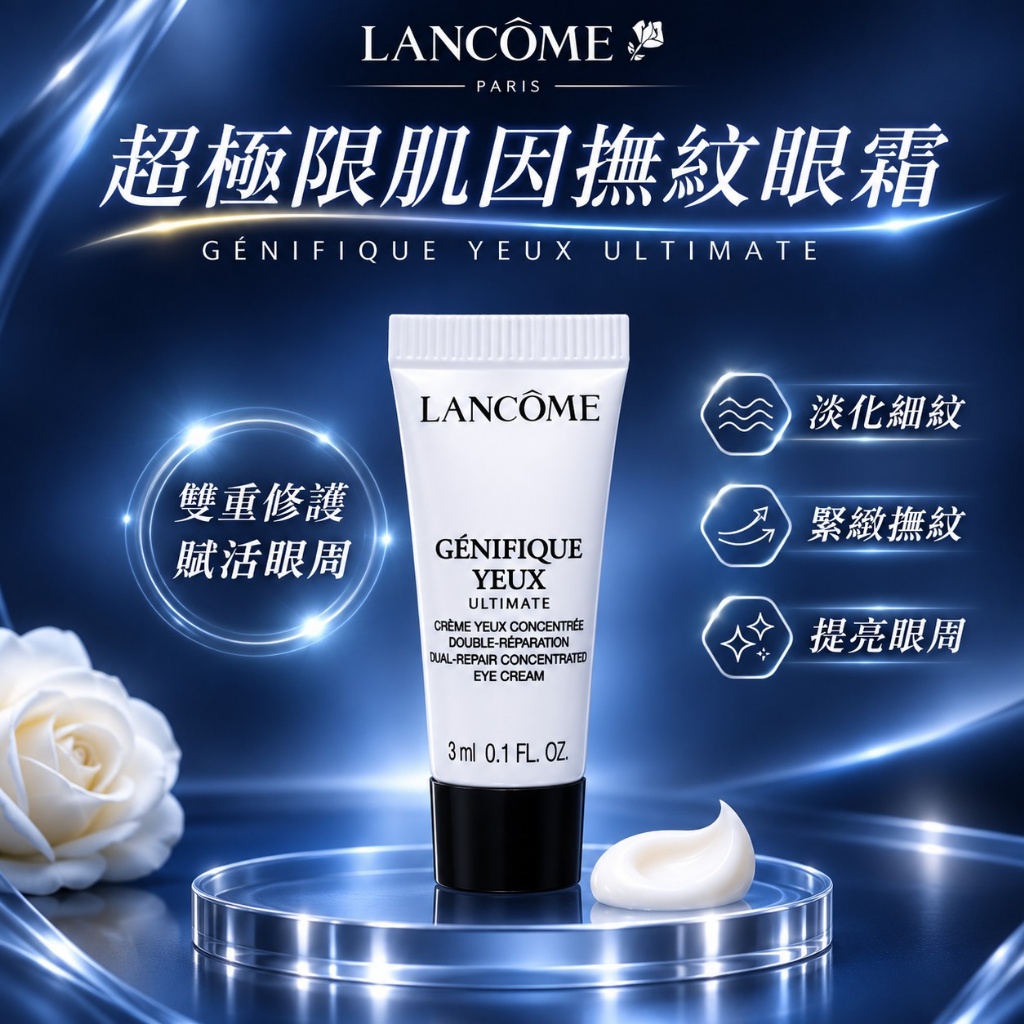 LANCÔME
PARIS
超極限肌因撫紋眼霜
GÉNIFIQUE YEUX ULTIMATE
雙重修護
賦活眼周
LANCÔME
GÉNIFIQUE
YEUX
ULTIMATE
CRÈME YEUX CONCENTRÉE
DOUBLE-RÉPARATION
DUAL-REPAIR CONCENTRATED
EYE CREAM
3 ml 0.1 FL. OZ.
淡化細紋
緊緻撫紋
提亮眼周